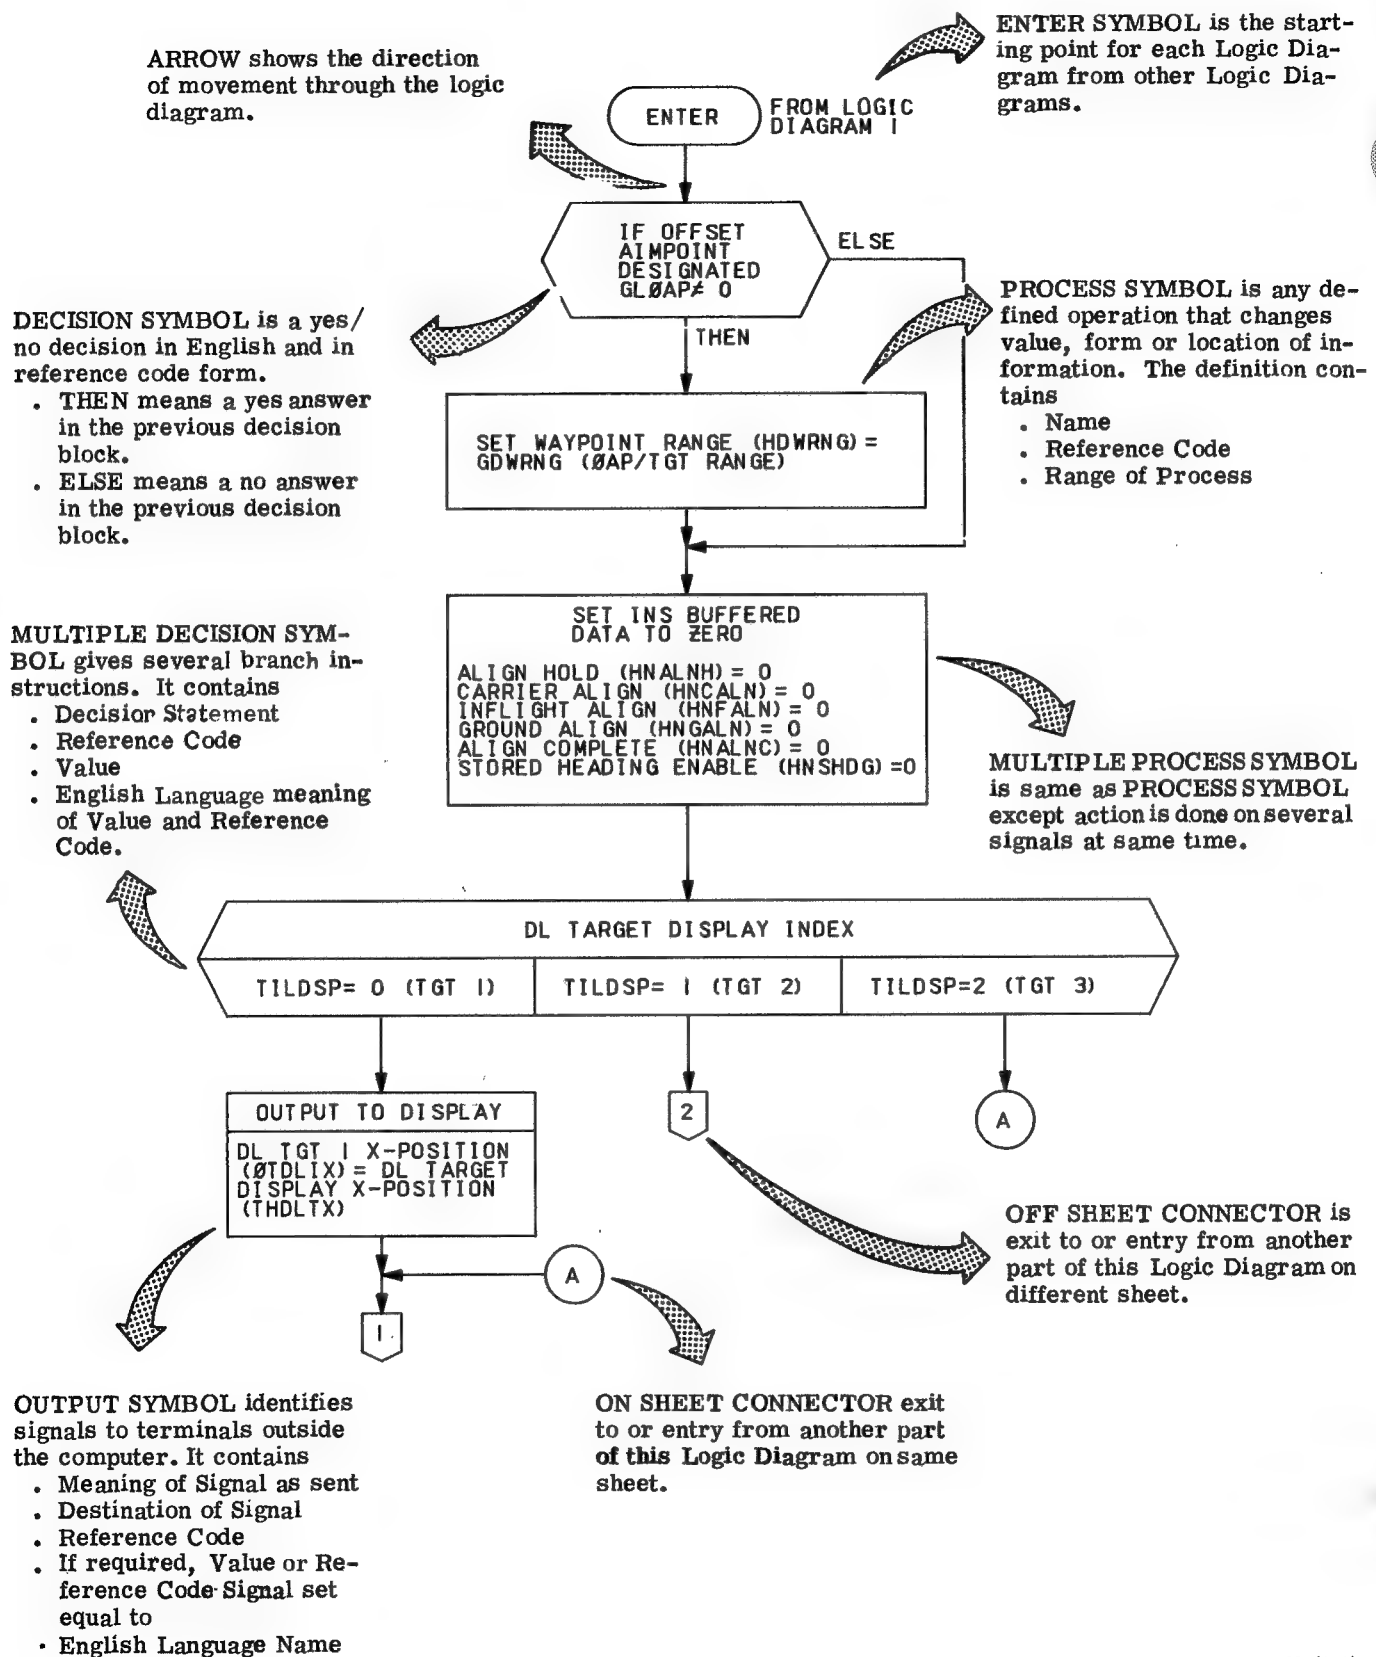 ARROW shows the direction
of movement through the logic
diagram.
ENTER SYMBOL is the start-
ing point for each Logic Dia-
gram from other Logic Dia-
grams.
ENTER
FROM LOGIC
DIAGRAM 1
IF OFFSET
AIMPOINT
DESIGNATED
GLØAP≠ 0
ELSE
THEN
DECISION SYMBOL is a yes/
no decision in English and in
reference code form.
. THEN means a yes answer
in the previous decision
block.
. ELSE means a no answer
in the previous decision
block.
PROCESS SYMBOL is any de-
fined operation that changes
value, form or location of in-
formation. The definition con-
tains
. Name
. Reference Code
. Range of Process
SET WAYPOINT RANGE (HDWRNG) =
GDWRNG (ØAP/TGT RANGE)
SET INS BUFFERED
DATA TO ZERO
ALIGN HOLD (HNALNH) = 0
CARRIER ALIGN (HNCALN) = 0
INFLIGHT ALIGN (HNFALN) = 0
GROUND ALIGN (HNGALN) = 0
ALIGN COMPLETE (HNALNC) = 0
STORED HEADING ENABLE (HNSHDG) =0
MULTIPLE DECISION SYM-
BOL gives several branch in-
structions. It contains
. Decision Statement
. Reference Code
. Value
. English Language meaning
of Value and Reference
Code.
MULTIPLE PROCESS SYMBOL
is same as PROCESS SYMBOL
except action is done on several
signals at same time.
DL TARGET DISPLAY INDEX
TILDSP= 0 (TGT 1)
TILDSP= 1 (TGT 2)
TILDSP=2 (TGT 3)
OUTPUT TO DISPLAY
DL TGT 1 X-POSITION
(ØTDL1X) = DL TARGET
DISPLAY X-POSITION
(THDLTX)
2
A
A
1
OFF SHEET CONNECTOR is
exit to or entry from another
part of this Logic Diagram on
different sheet.
OUTPUT SYMBOL identifies
signals to terminals outside
the computer. It contains
. Meaning of Signal as sent
. Destination of Signal
. Reference Code
. If required, Value or Re-
ference Code Signal set
equal to
. English Language Name
ON SHEET CONNECTOR exit
to or entry from another part
of this Logic Diagram on same
sheet.